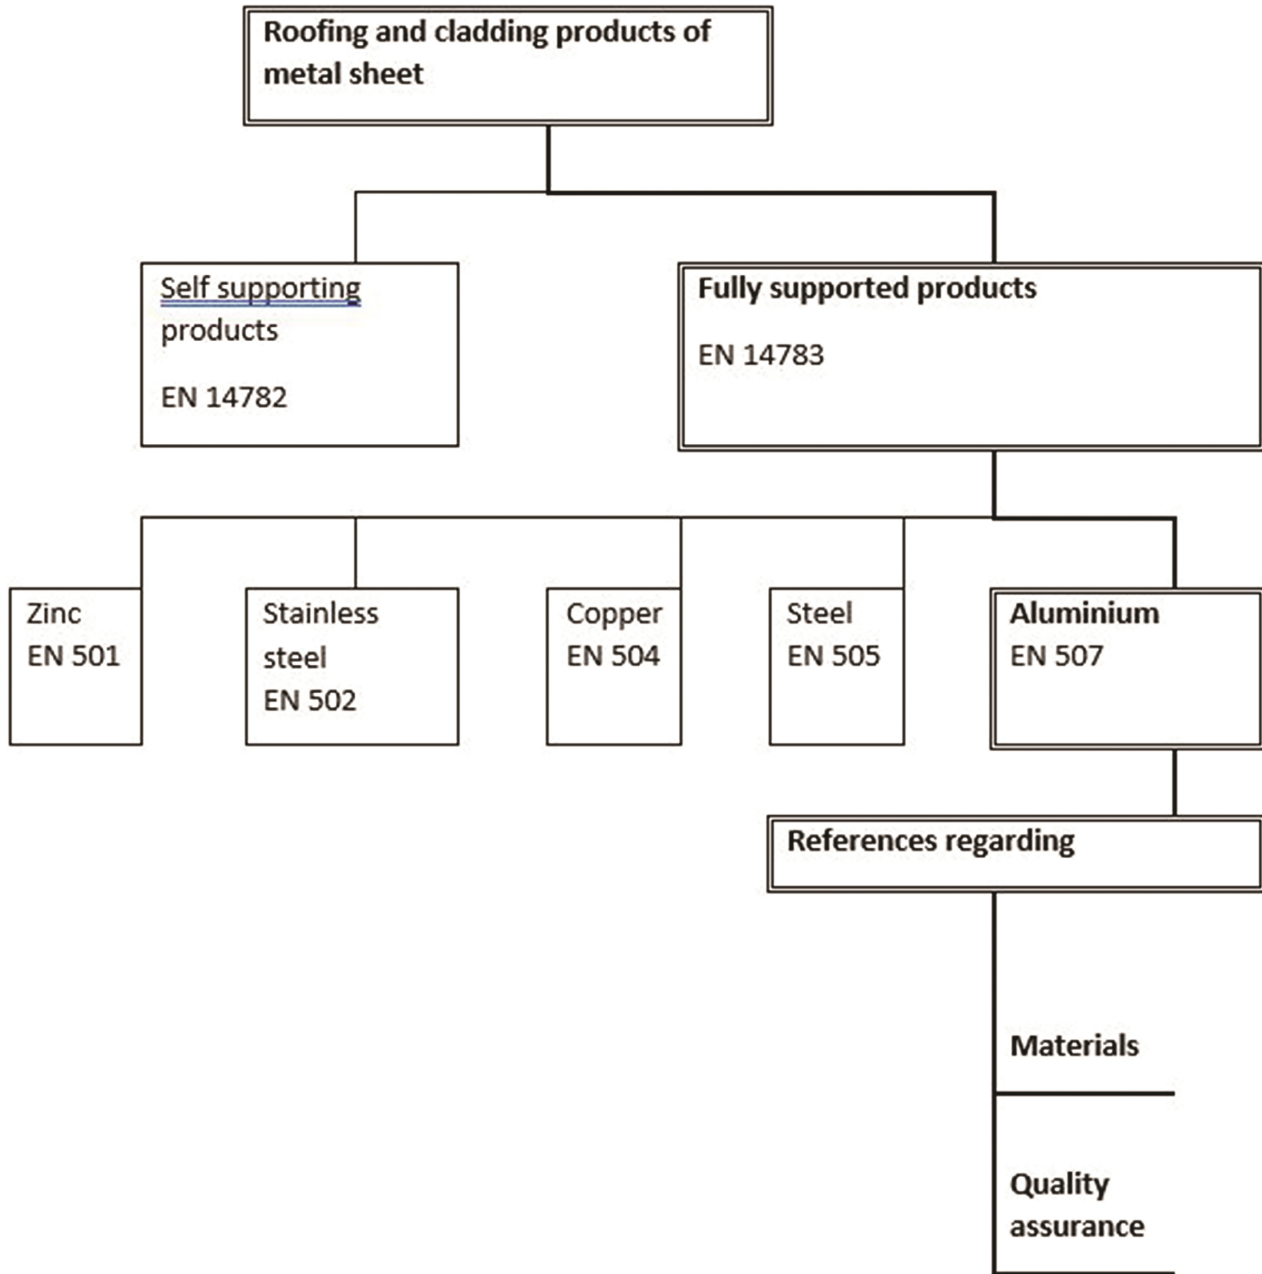 Roofing and cladding products of
metal sheet
Self supporting
products
EN 14782
Fully supported products
EN 14783
Zinc
EN 501
Stainless
steel
EN 502
Copper
EN 504
Steel
EN 505
Aluminium
EN 507
References regarding
Materials
Quality
assurance